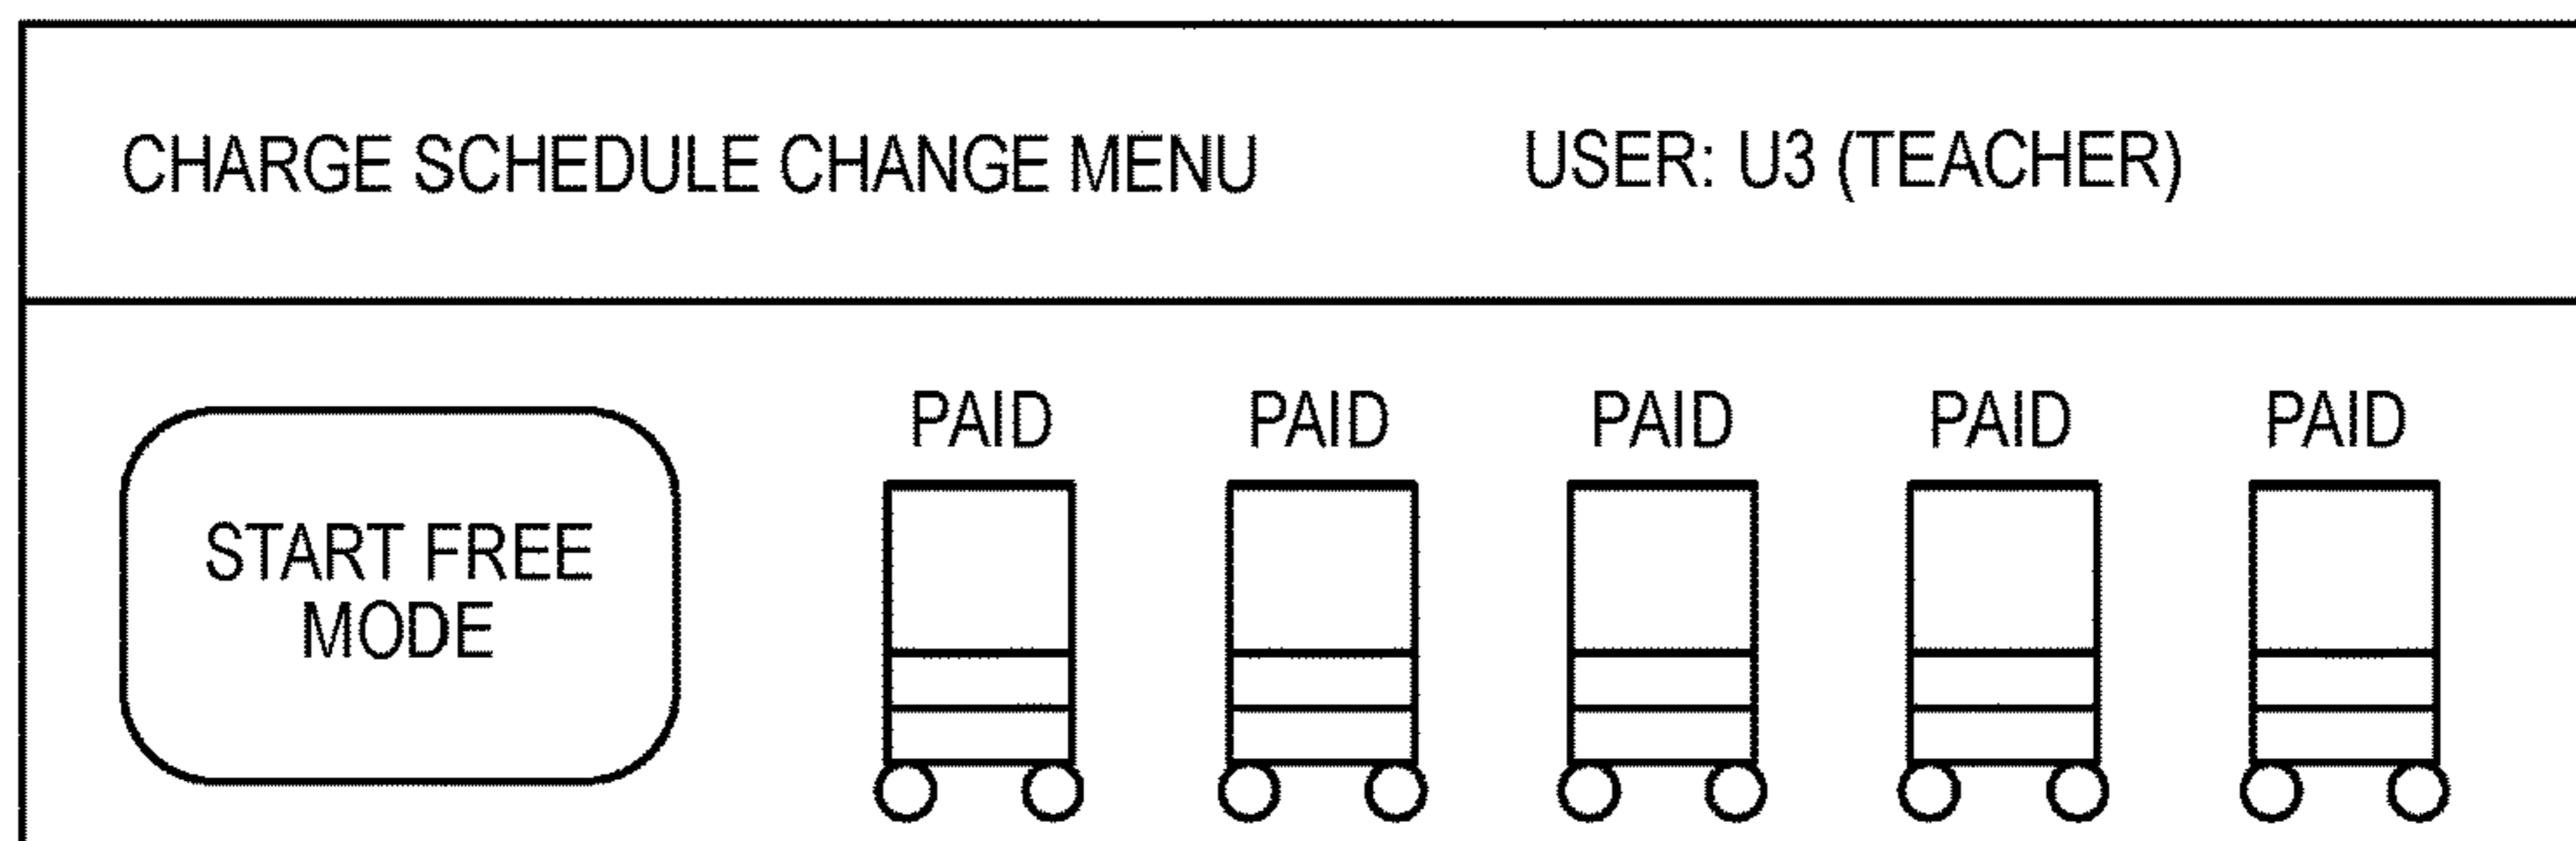 CHARGE SCHEDULE CHANGE MENU USER: U3 (TEACHER)
PAID PAID PAID PAID PAID
START FREE
MODE